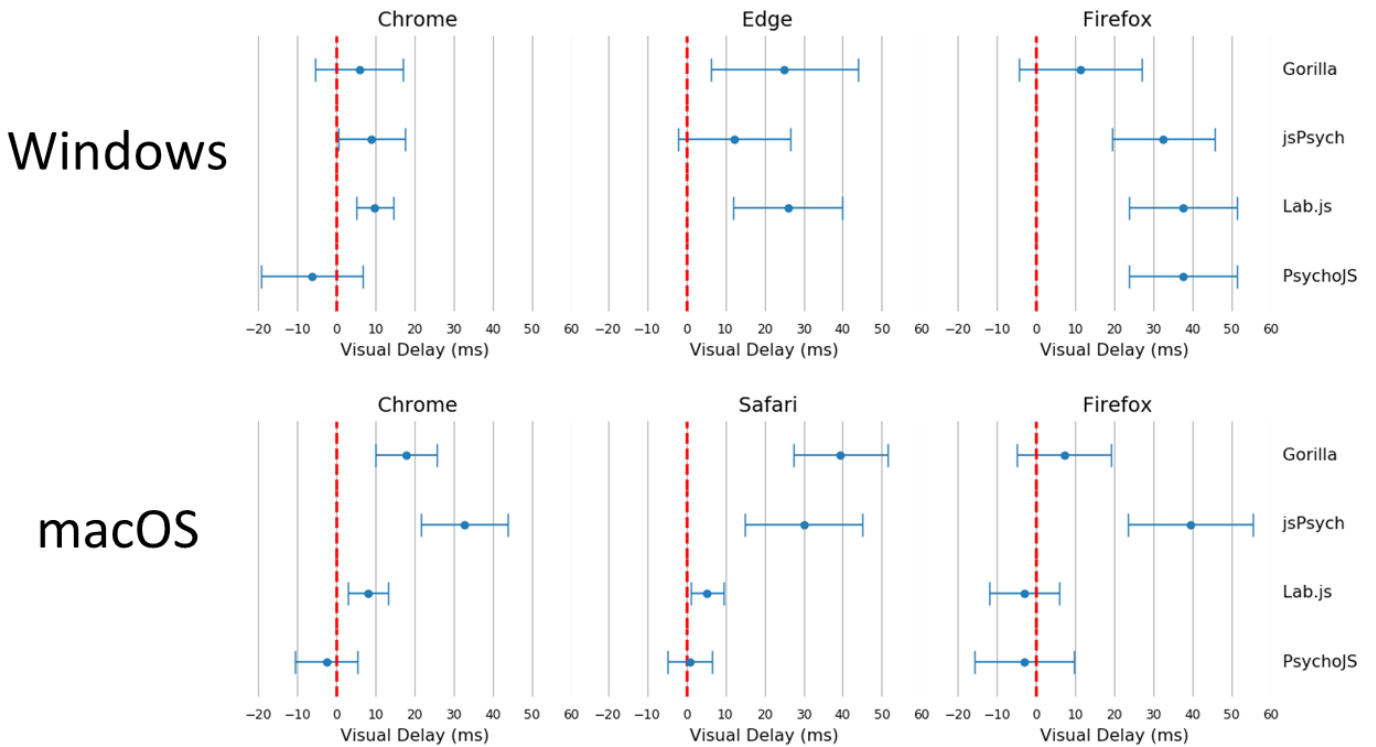 Chrome Edge Firefox
Gorilla
jsPsych
Windows
Lab.js
PsychoJS
−20 −10 0 10 20 30 40 50 60 −20 −10 0 10 20 30 40 50 60 −20 −10 0 10 20 30 40 50 60
Visual Delay (ms) Visual Delay (ms) Visual Delay (ms)
Chrome Safari Firefox
Gorilla
jsPsych
macOS
Lab.js
PsychoJS
−20 −10 0 10 20 30 40 50 60 −20 −10 0 10 20 30 40 50 60 −20 −10 0 10 20 30 40 50 60
Visual Delay (ms) Visual Delay (ms) Visual Delay (ms)